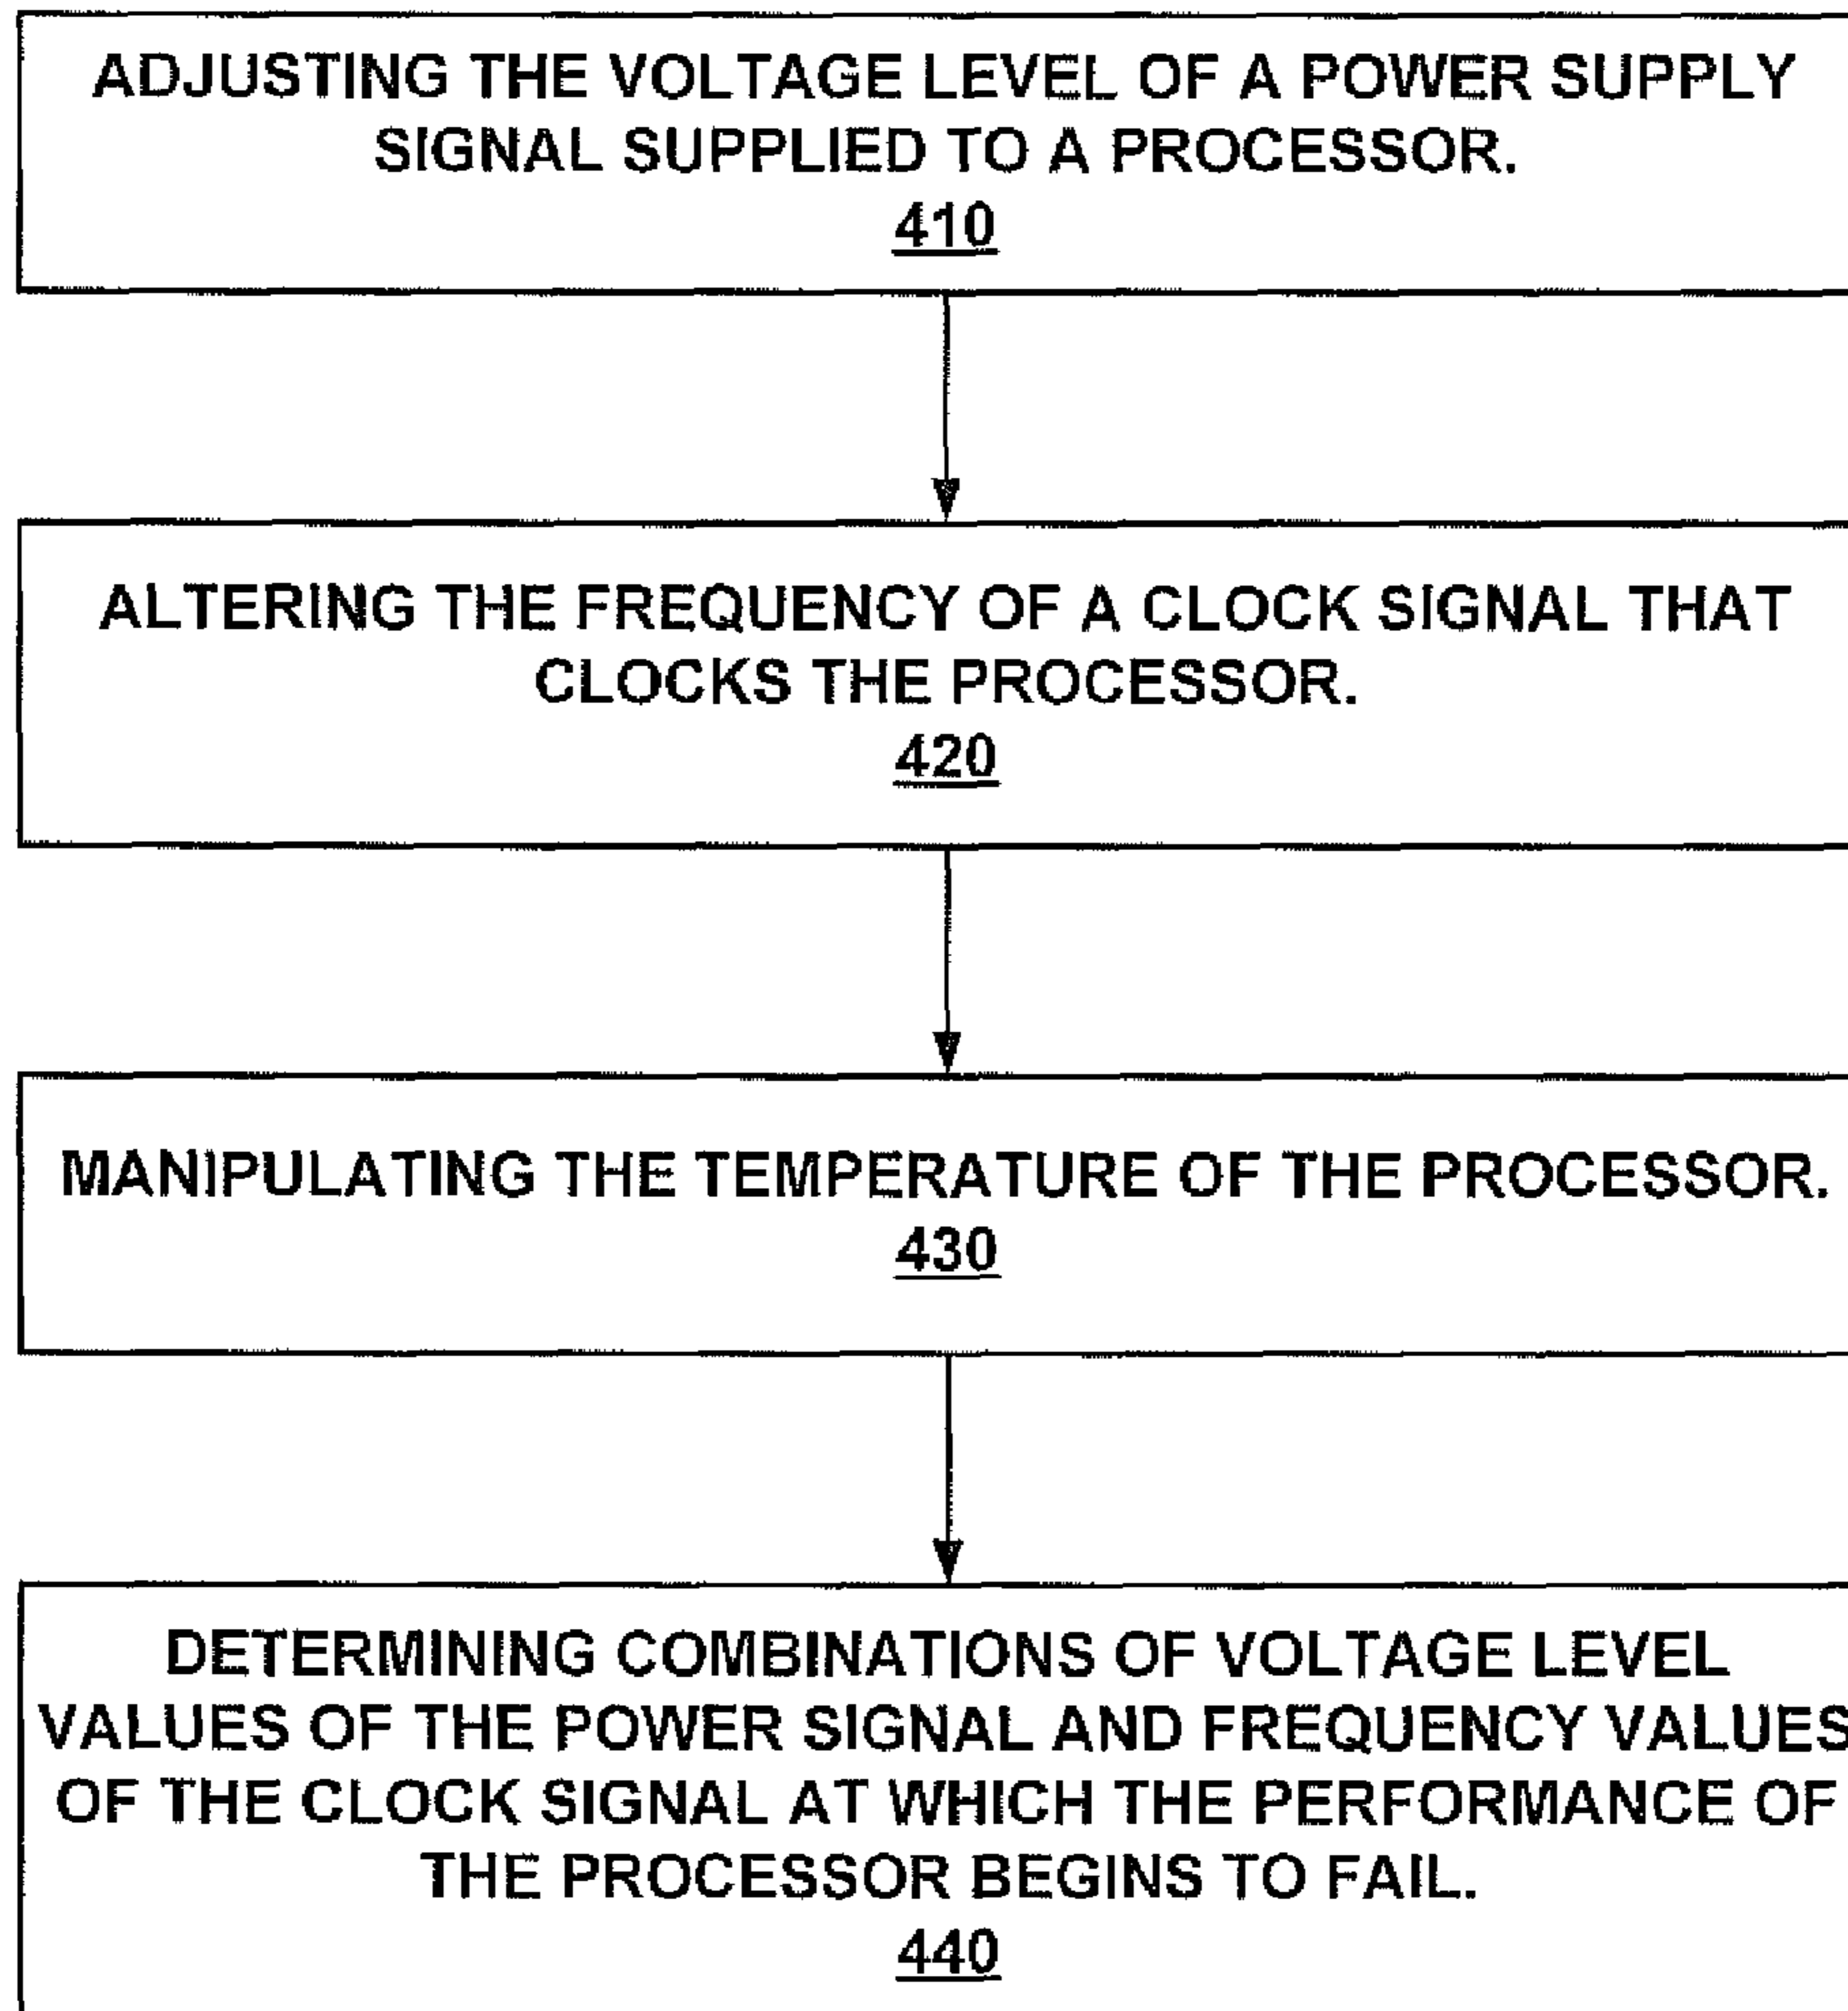 ADJUSTING THE VOLTAGE LEVEL OF A POWER SUPPLY
SIGNAL SUPPLIED TO A PROCESSOR.
410
ALTERING THE FREQUENCY OF A CLOCK SIGNAL THAT
CLOCKS THE PROCESSOR.
420
MANIPULATING THE TEMPERATURE OF THE PROCESSOR.
430
DETERMINING COMBINATIONS OF VOLTAGE LEVEL
VALUES OF THE POWER SIGNAL AND FREQUENCY VALUES
OF THE CLOCK SIGNAL AT WHICH THE PERFORMANCE OF
THE PROCESSOR BEGINS TO FAIL.
440